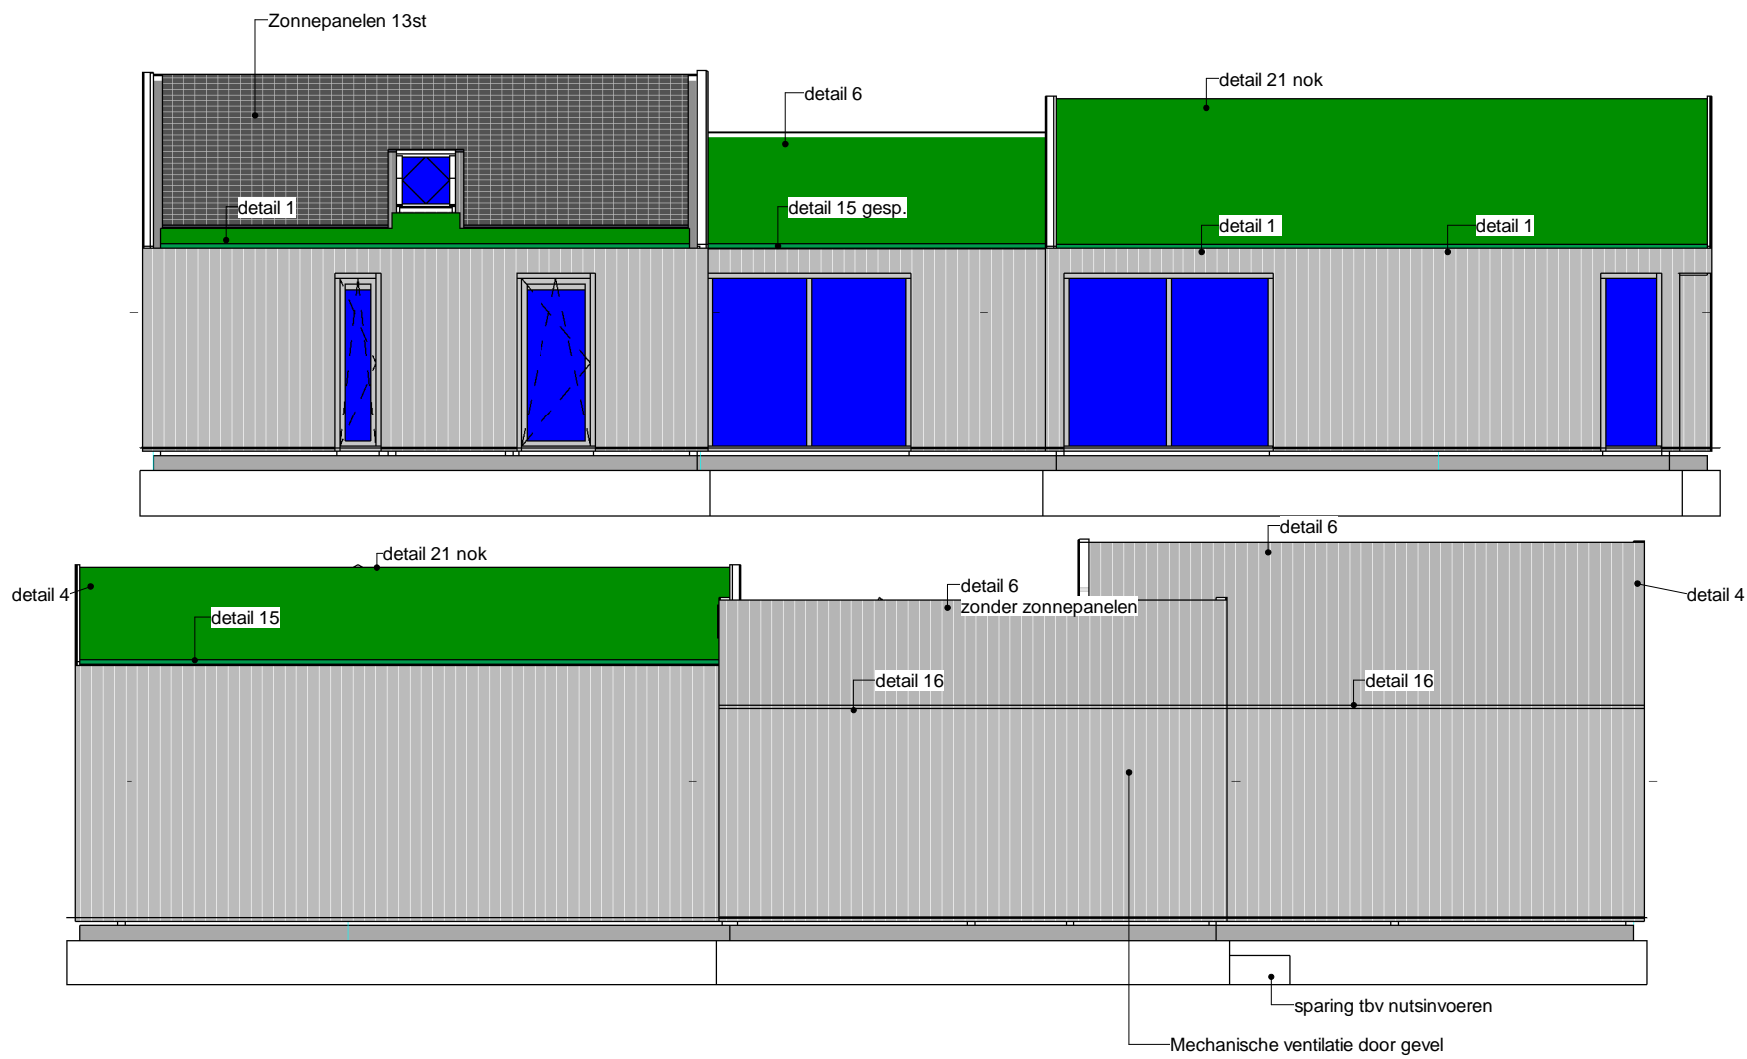 Zonnepanelen 13st
detail 6
detail 21 nok
detail 1
detail 15 gesp.
detail 1
detail 1
detail 6
detail 21 nok
detail 4
detail 6
zonder zonnepanelen
detail 4
detail 15
detail 16
detail 16
sparing tbv nutsinvoeren
Mechanische ventilatie door gevel